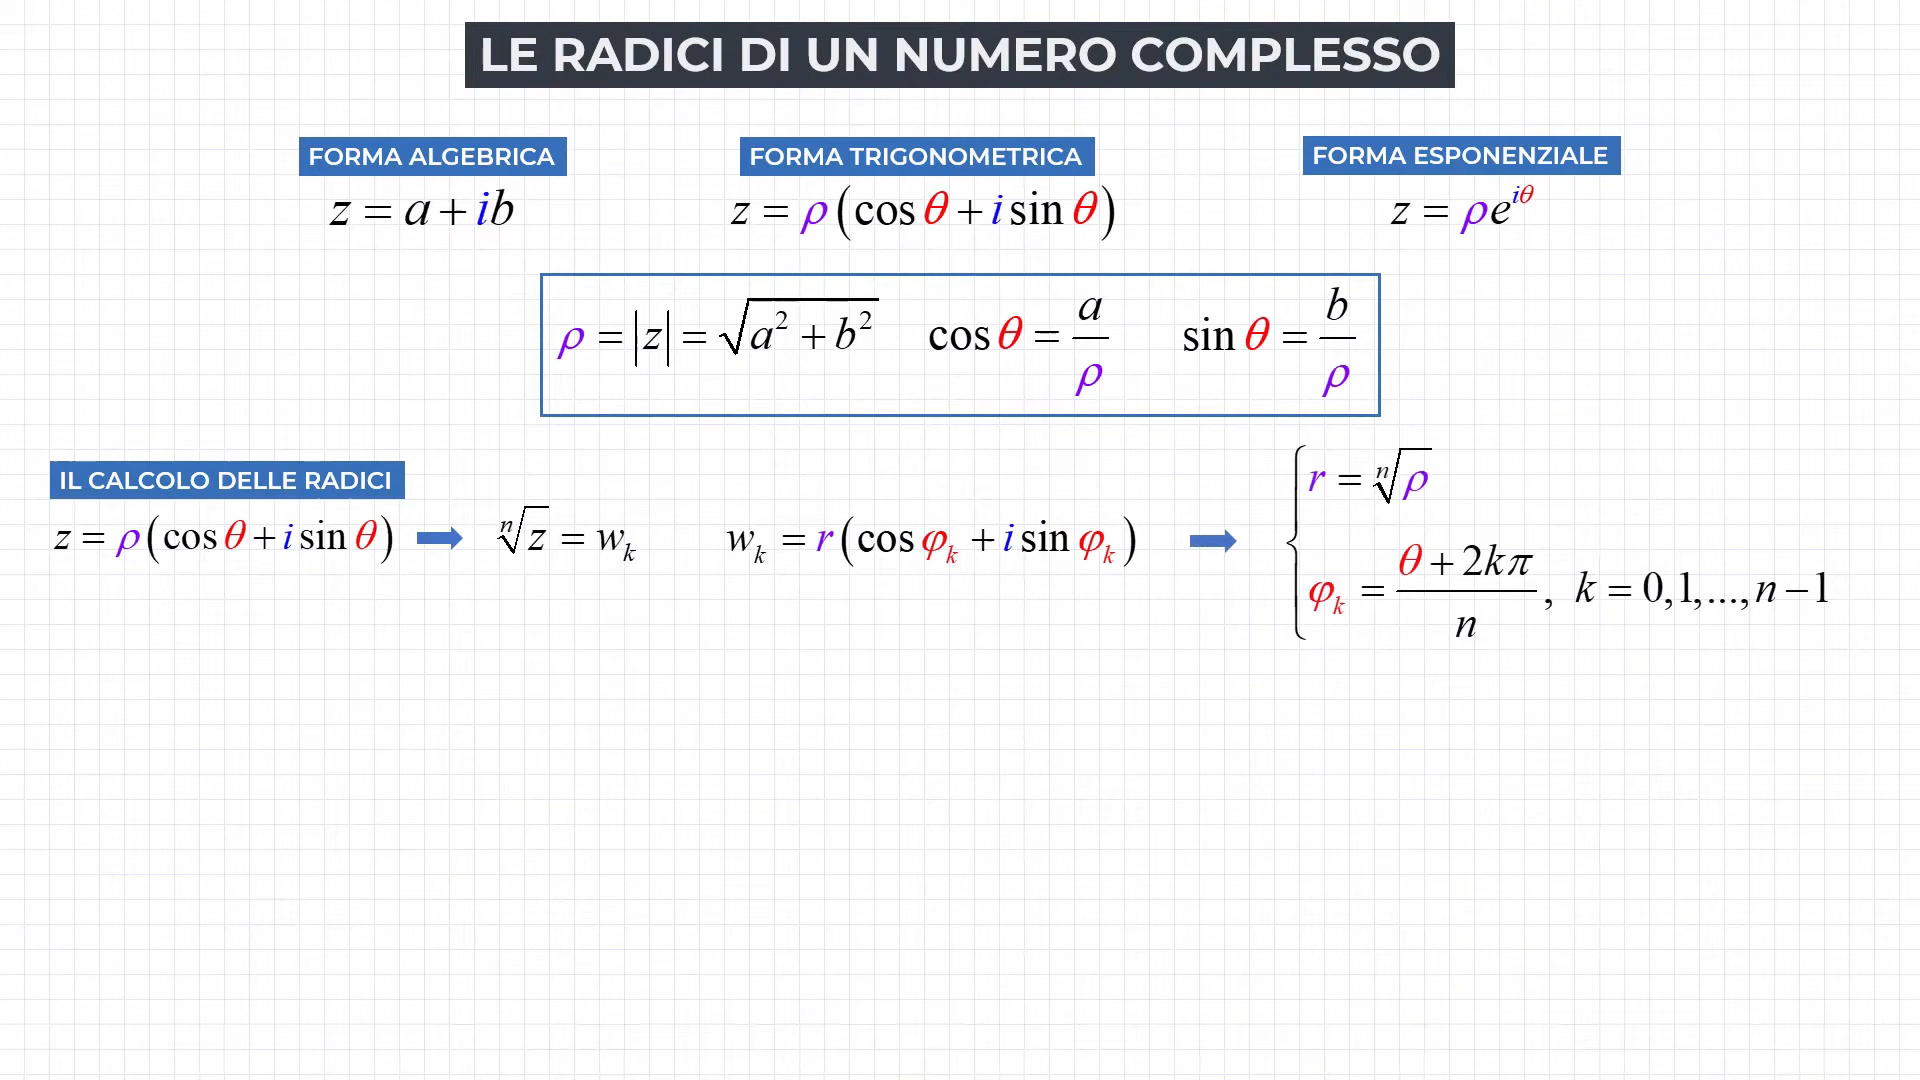 LE RADICI DI UN NUMERO COMPLESSO
FORMA ALGEBRICA
z = a + ib
FORMA TRIGONOMETRICA
z = ρ(cos θ + i sin θ)
FORMA ESPONENZIALE
z = ρe^{iθ}
ρ = |z| = √(a² + b²)   cos θ = a/ρ   sin θ = b/ρ
IL CALCOLO DELLE RADICI
z = ρ(cos θ + i sin θ) ➡ ⁿ√z = w_k   w_k = r(cos φ_k + i sin φ_k) ➡
{ r = ⁿ√ρ
φ_k = (θ + 2kπ)/n , k = 0,1,...,n − 1